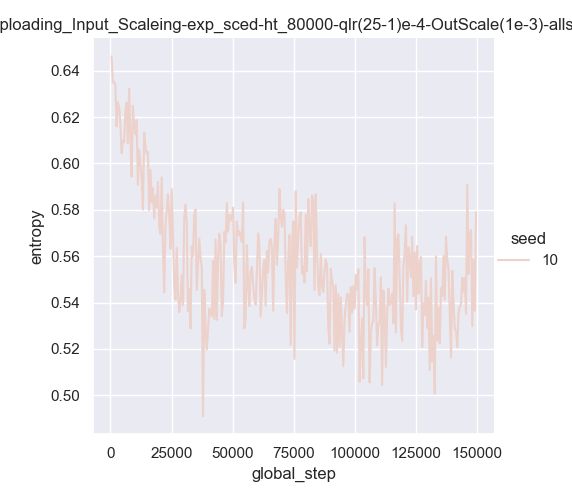 ploading_Input_Scaleing-exp_sced-ht_80000-qlr(25-1)e-4-OutScale(1e-3)-alls
0.64
0.62
0.60
0.58
0.56
0.54
0.52
0.50
entropy
seed
10
0 25000 50000 75000 100000 125000 150000
global_step